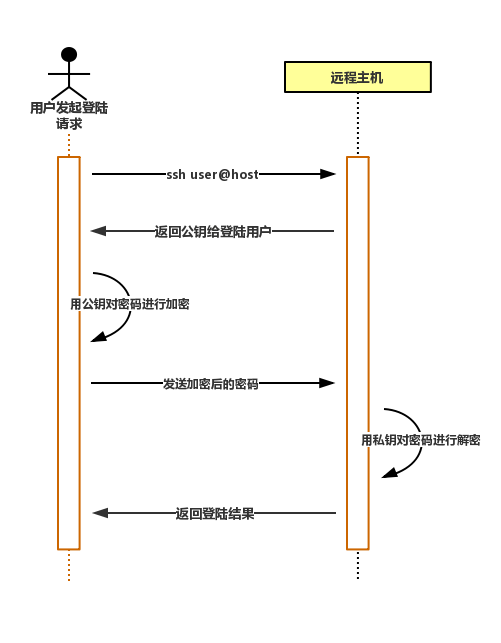 用户发起登陆
请求
远程主机
ssh user@host
返回公钥给登陆用户
用公钥对密码进行加密
发送加密后的密码
用私钥对密码进行解密
返回登陆结果